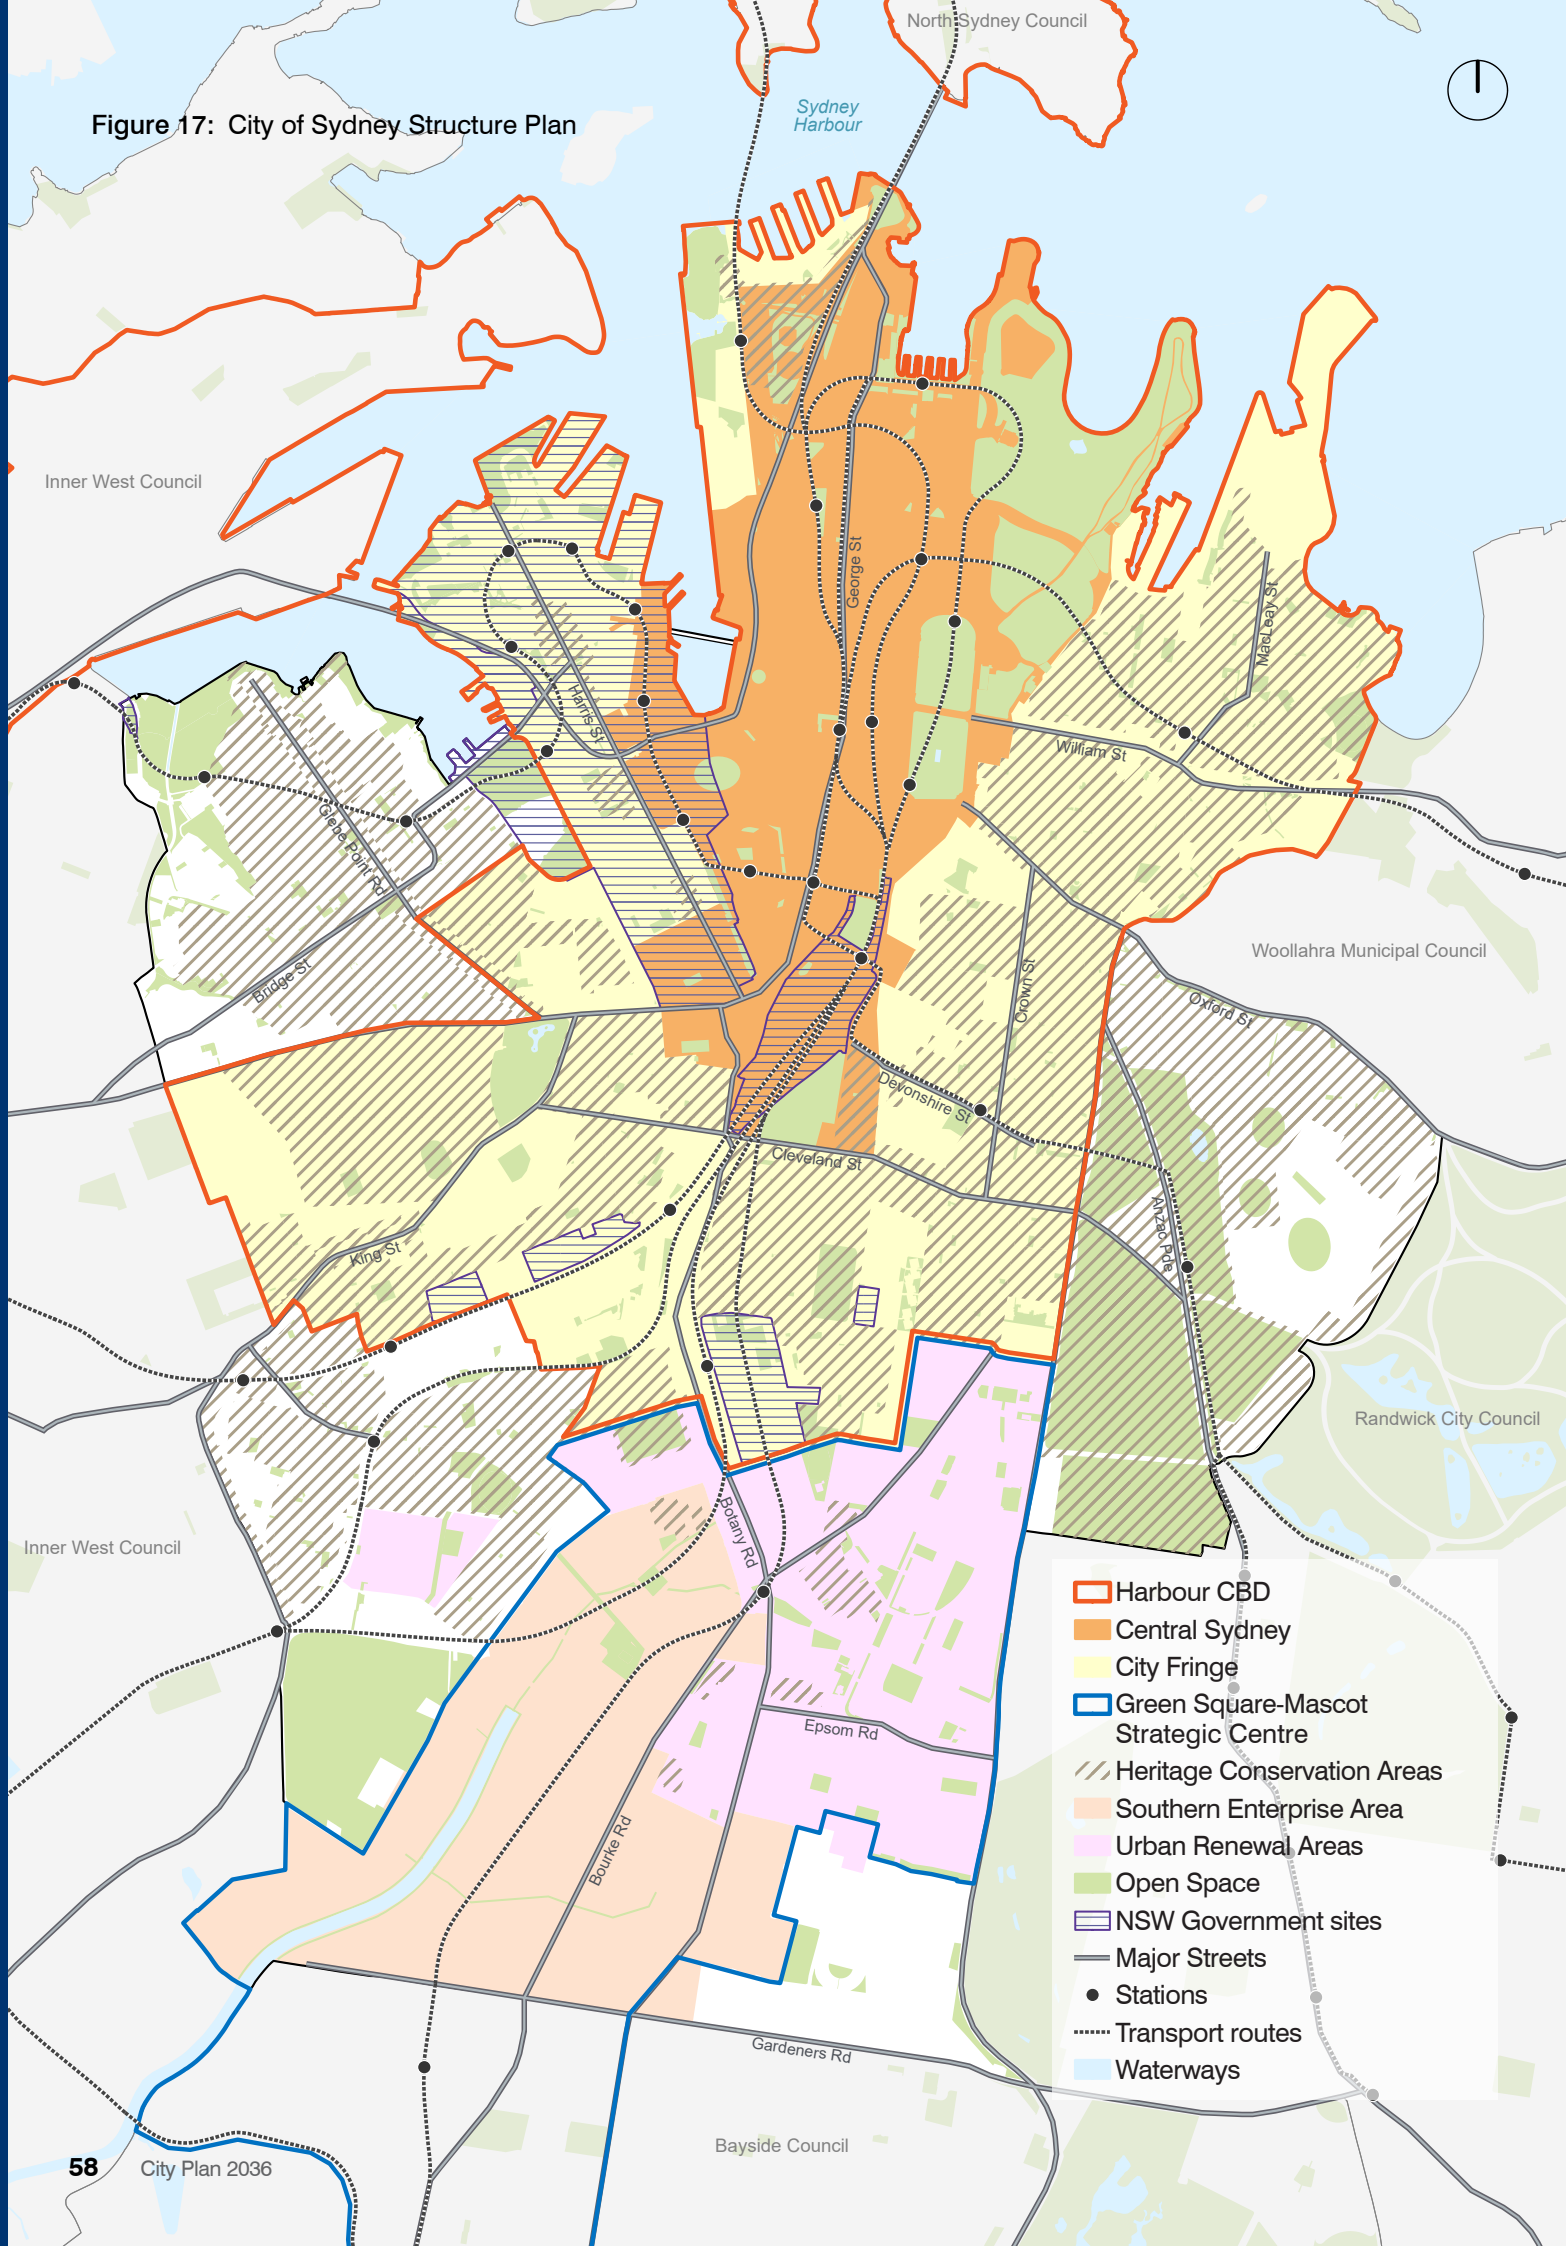 North Sydney Council
Figure 17: City of Sydney Structure Plan
Sydney
Harbour
Inner West Council
George St
MacLeay St
Harris St
William St
Glebe Point Rd
Woollahra Municipal Council
Bridge St
Crown St
Oxford St
Devonshire St
Cleveland St
Anzac Pde
King St
Randwick City Council
Botany Rd
Inner West Council
Epsom Rd
Bourke Rd
Gardeners Rd
Bayside Council
Harbour CBD
Central Sydney
City Fringe
Green Square-Mascot
Strategic Centre
Heritage Conservation Areas
Southern Enterprise Area
Urban Renewal Areas
Open Space
NSW Government sites
Major Streets
Stations
Transport routes
Waterways
58 City Plan 2036